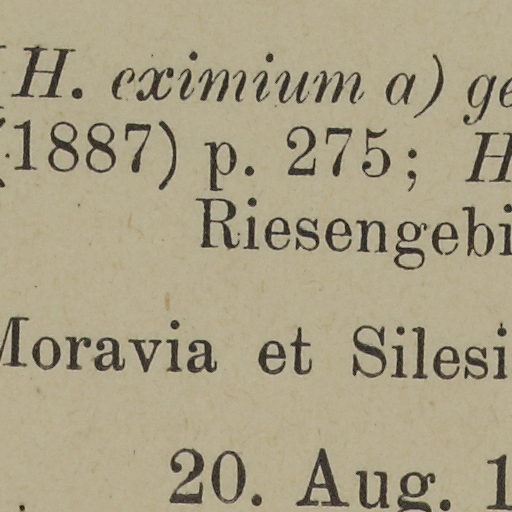 H. eximium a) ge
(1887) p. 275; H
Riesengebi
Moravia et Silesi
20. Aug. 1